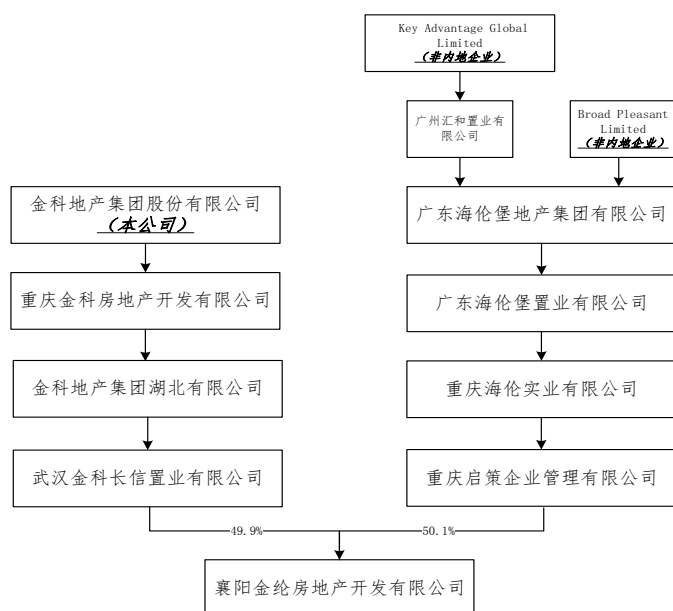 Key Advantage Global
Limited
（非内地企业）
广州汇和置业有
限公司
Broad Pleasant
Limited
（非内地企业）
金科地产集团股份有限公司
（本公司）
广东海伦堡地产集团有限公司
重庆金科房地产开发有限公司
广东海伦堡置业有限公司
金科地产集团湖北有限公司
重庆海伦实业有限公司
武汉金科长信置业有限公司
重庆启策企业管理有限公司
49.9%
50.1%
襄阳金纶房地产开发有限公司